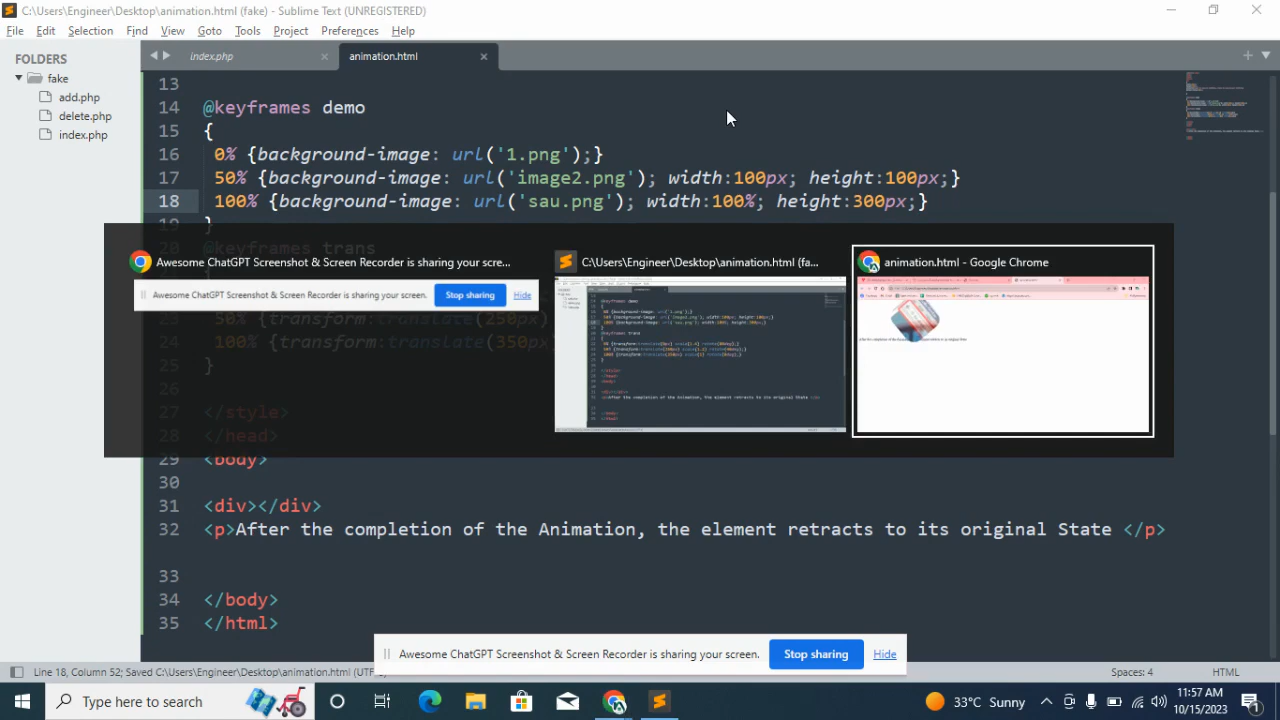 C:\Users\Engineer\Desktop\animation.html (fake) - Sublime Text (UNREGISTERED)
File Edit Selection Find View Goto Tools Project Preferences Help
FOLDERS
fake
add.php
delete.php
index.php
index.php
animation.html
13
14 @keyframes demo
15 {
16 0% {background-image: url('1.png');}
17 50% {background-image: url('image2.png'); width:100px; height:100px;}
18 100% {background-image: url('sau.png'); width:100%; height:300px;}
19 }
20 @keyframes trans
Awesome ChatGPT Screenshot & Screen Recorder is sharing your scre...
Awesome ChatGPT Screenshot & Screen Recorder is sharing your screen. Stop sharing Hide
C:\Users\Engineer\Desktop\animation.html (fa...
animation.html - Google Chrome
transform:translate(250px)
24 100% {transform:translate(350px)
25 }
26
27 </style>
28 </head>
29 <body>
30
31 <div></div>
32 <p>After the completion of the Animation, the element retracts to its original State </p>
33
34 </body>
35 </html>
Awesome ChatGPT Screenshot & Screen Recorder is sharing your screen. Stop sharing Hide
Line 18, Column 52; Saved C:\Users\Engineer\Desktop\animation.html (UTF
Spaces: 4
HTML
Type here to search
33°C Sunny
11:57 AM
10/15/2023
1